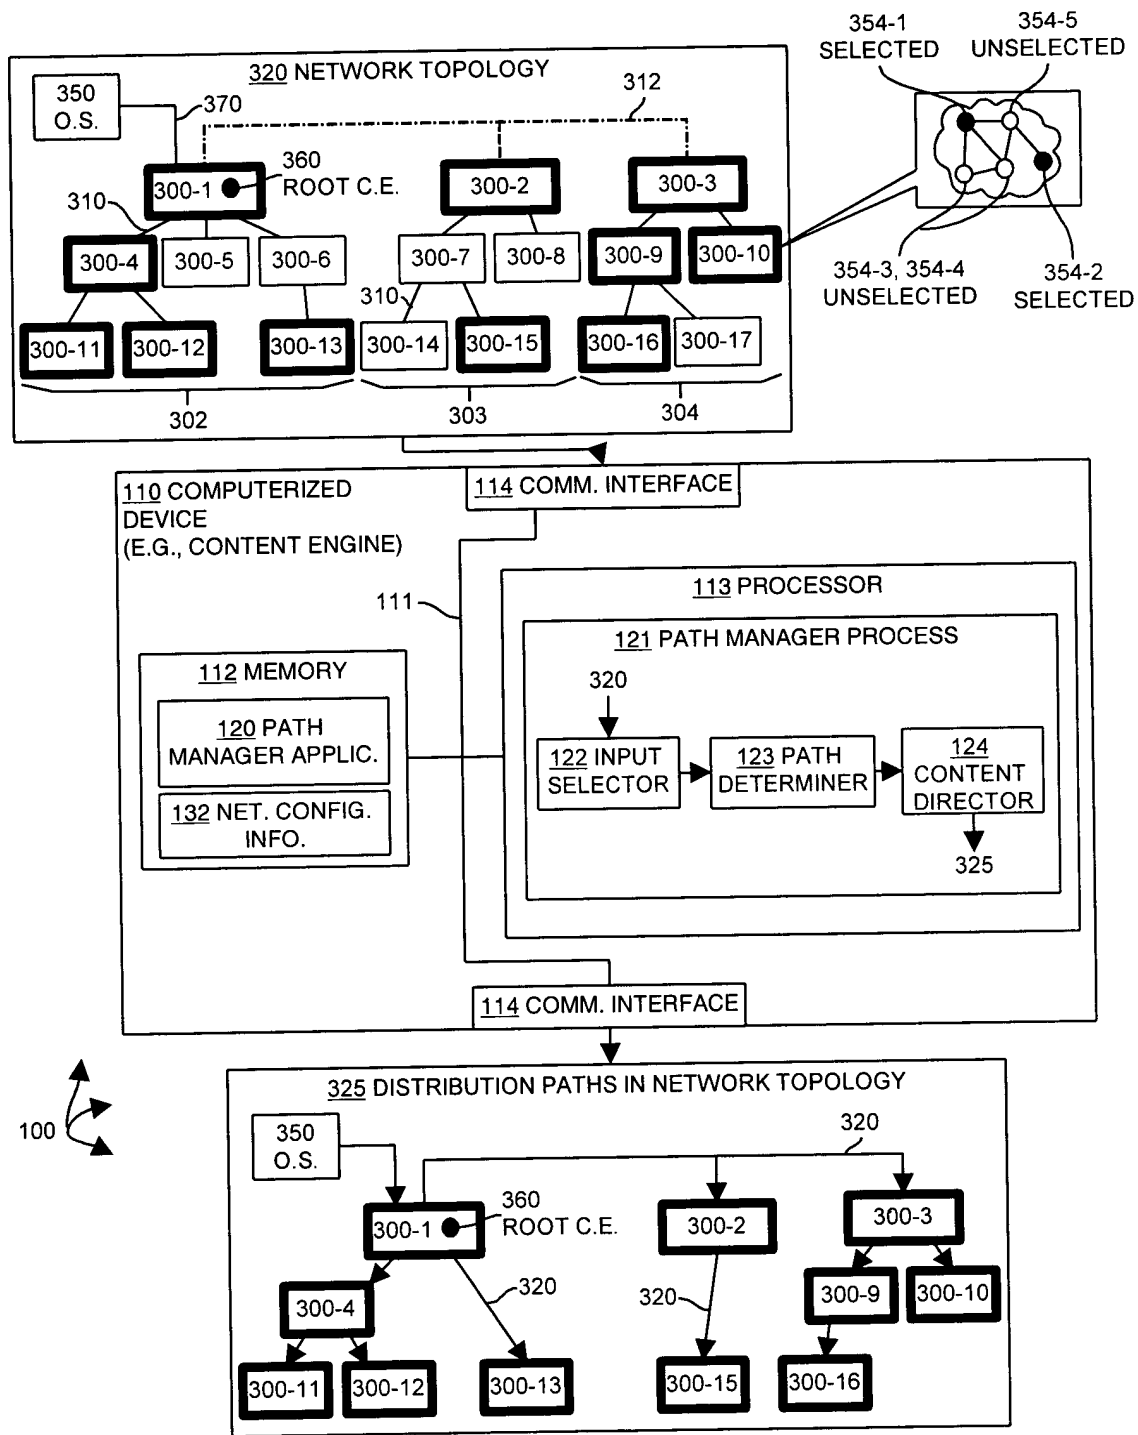 354-1
SELECTED
354-5
UNSELECTED
320 NETWORK TOPOLOGY
350
O.S.
370
312
360
ROOT C.E.
300-1
300-2
300-3
310
300-4
300-5
300-6
300-7
300-8
300-9
300-10
354-3, 354-4
UNSELECTED
354-2
SELECTED
310
300-11
300-12
300-13
300-14
300-15
300-16
300-17
302
303
304
110 COMPUTERIZED
DEVICE
(E.G., CONTENT ENGINE)
114 COMM. INTERFACE
111
113 PROCESSOR
121 PATH MANAGER PROCESS
112 MEMORY
120 PATH
MANAGER APPLIC.
132 NET. CONFIG.
INFO.
320
122 INPUT
SELECTOR
123 PATH
DETERMINER
124
CONTENT
DIRECTOR
325
114 COMM. INTERFACE
100
325 DISTRIBUTION PATHS IN NETWORK TOPOLOGY
350
O.S.
320
360
ROOT C.E.
300-1
300-2
300-3
320
320
300-4
300-9
300-10
300-11
300-12
300-13
300-15
300-16